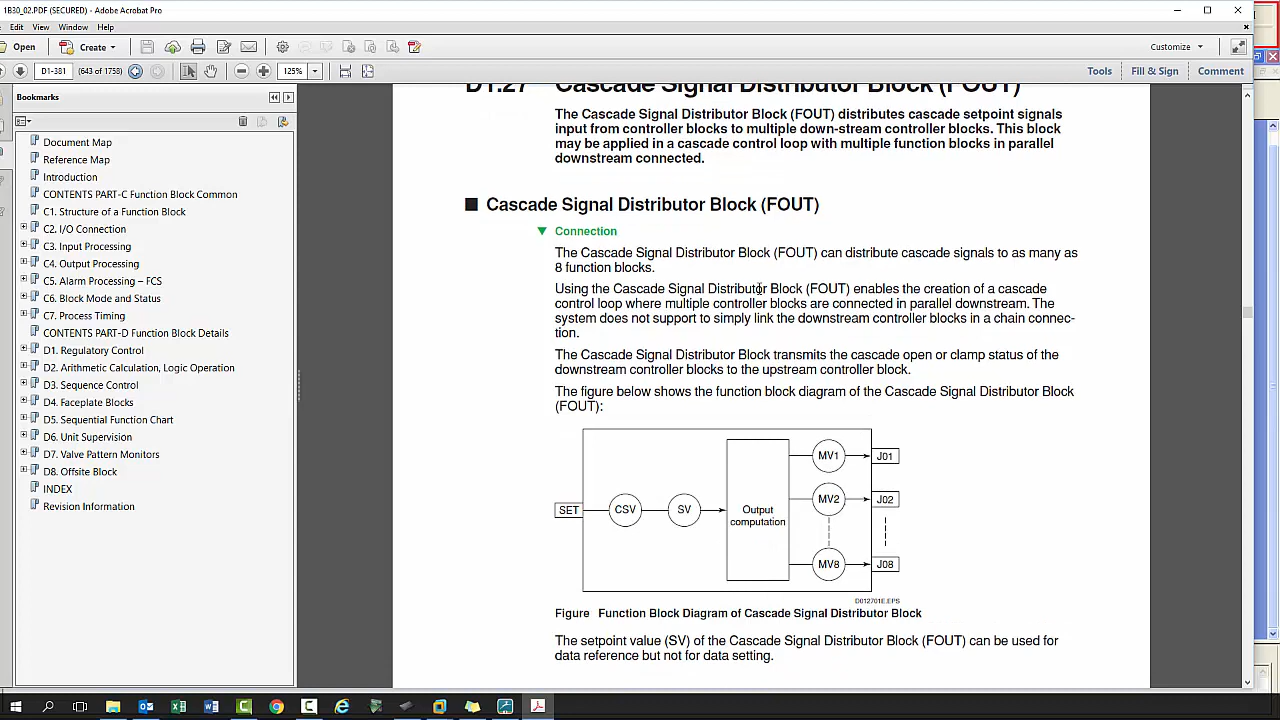 1B30_02.PDF (SECURED) - Adobe Acrobat Pro
Edit View Window Help
Open Create Customize
D1-381 (643 of 1758) 125% Tools Fill & Sign Comment
Bookmarks
Document Map
Reference Map
Introduction
CONTENTS PART-C Function Block Common
C1. Structure of a Function Block
C2. I/O Connection
C3. Input Processing
C4. Output Processing
C5. Alarm Processing – FCS
C6. Block Mode and Status
C7. Process Timing
CONTENTS PART-D Function Block Details
D1. Regulatory Control
D2. Arithmetic Calculation, Logic Operation
D3. Sequence Control
D4. Faceplate Blocks
D5. Sequential Function Chart
D6. Unit Supervision
D7. Valve Pattern Monitors
D8. Offsite Block
INDEX
Revision Information
D1.27 Cascade Signal Distributor Block (FOUT)
The Cascade Signal Distributor Block (FOUT) distributes cascade setpoint signals
input from controller blocks to multiple down-stream controller blocks. This block
may be applied in a cascade control loop with multiple function blocks in parallel
downstream connected.
■ Cascade Signal Distributor Block (FOUT)
▼ Connection
The Cascade Signal Distributor Block (FOUT) can distribute cascade signals to as many as
8 function blocks.
Using the Cascade Signal Distributor Block (FOUT) enables the creation of a cascade
control loop where multiple controller blocks are connected in parallel downstream. The
system does not support to simply link the downstream controller blocks in a chain connec-
tion.
The Cascade Signal Distributor Block transmits the cascade open or clamp status of the
downstream controller blocks to the upstream controller block.
The figure below shows the function block diagram of the Cascade Signal Distributor Block
(FOUT):
MV1 J01
MV2 J02
SET CSV SV Output
computation
MV8 J08
D012701E.EPS
Figure Function Block Diagram of Cascade Signal Distributor Block
The setpoint value (SV) of the Cascade Signal Distributor Block (FOUT) can be used for
data reference but not for data setting.